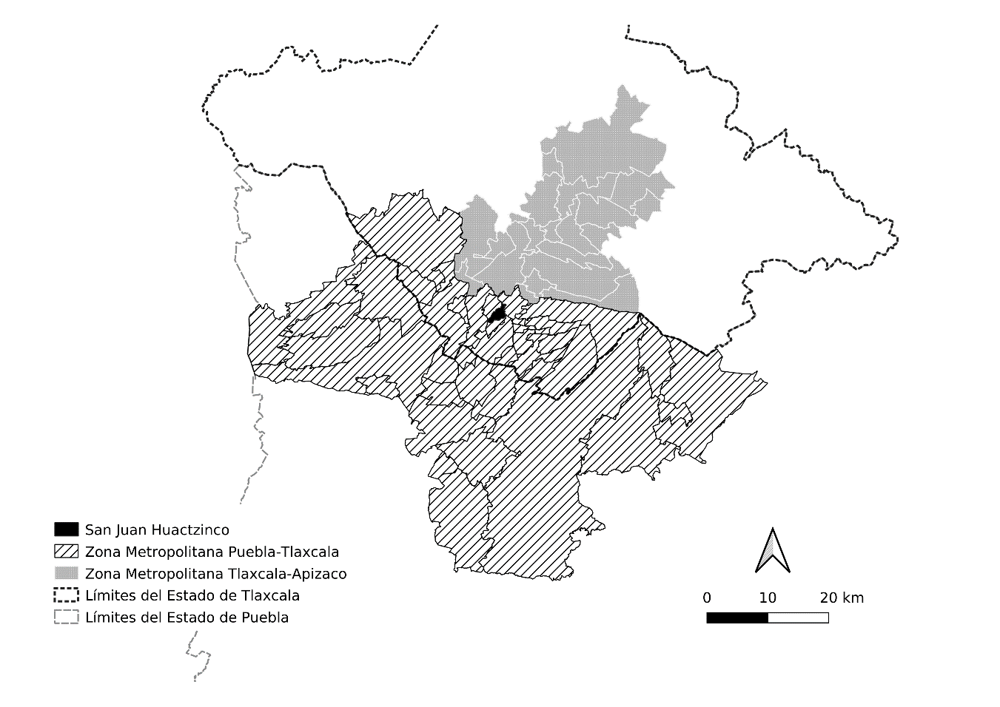 San Juan Huactzinco
Zona Metropolitana Puebla-Tlaxcala
Zona Metropolitana Tlaxcala-Apizaco
Límites del Estado de Tlaxcala
Límites del Estado de Puebla
0 10 20 km